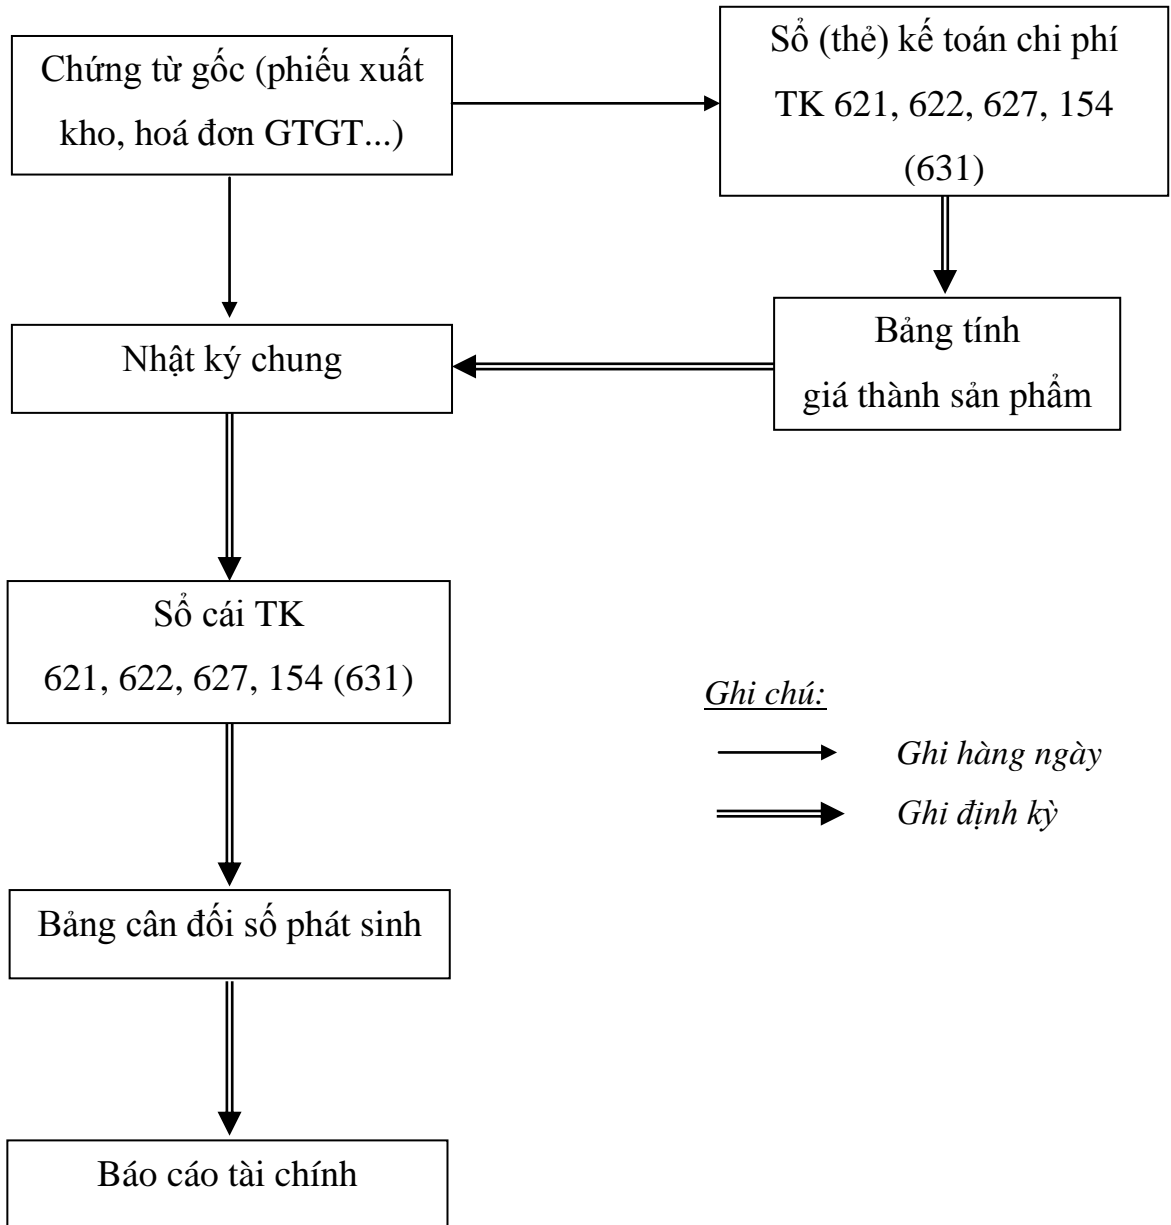 Chứng từ gốc (phiếu xuất
kho, hoá đơn GTGT...)
Sổ (thẻ) kế toán chi phí
TK 621, 622, 627, 154
(631)
Nhật ký chung
Bảng tính
giá thành sản phẩm
Sổ cái TK
621, 622, 627, 154 (631)
Ghi chú:
Ghi hàng ngày
Ghi định kỳ
Bảng cân đối số phát sinh
Báo cáo tài chính